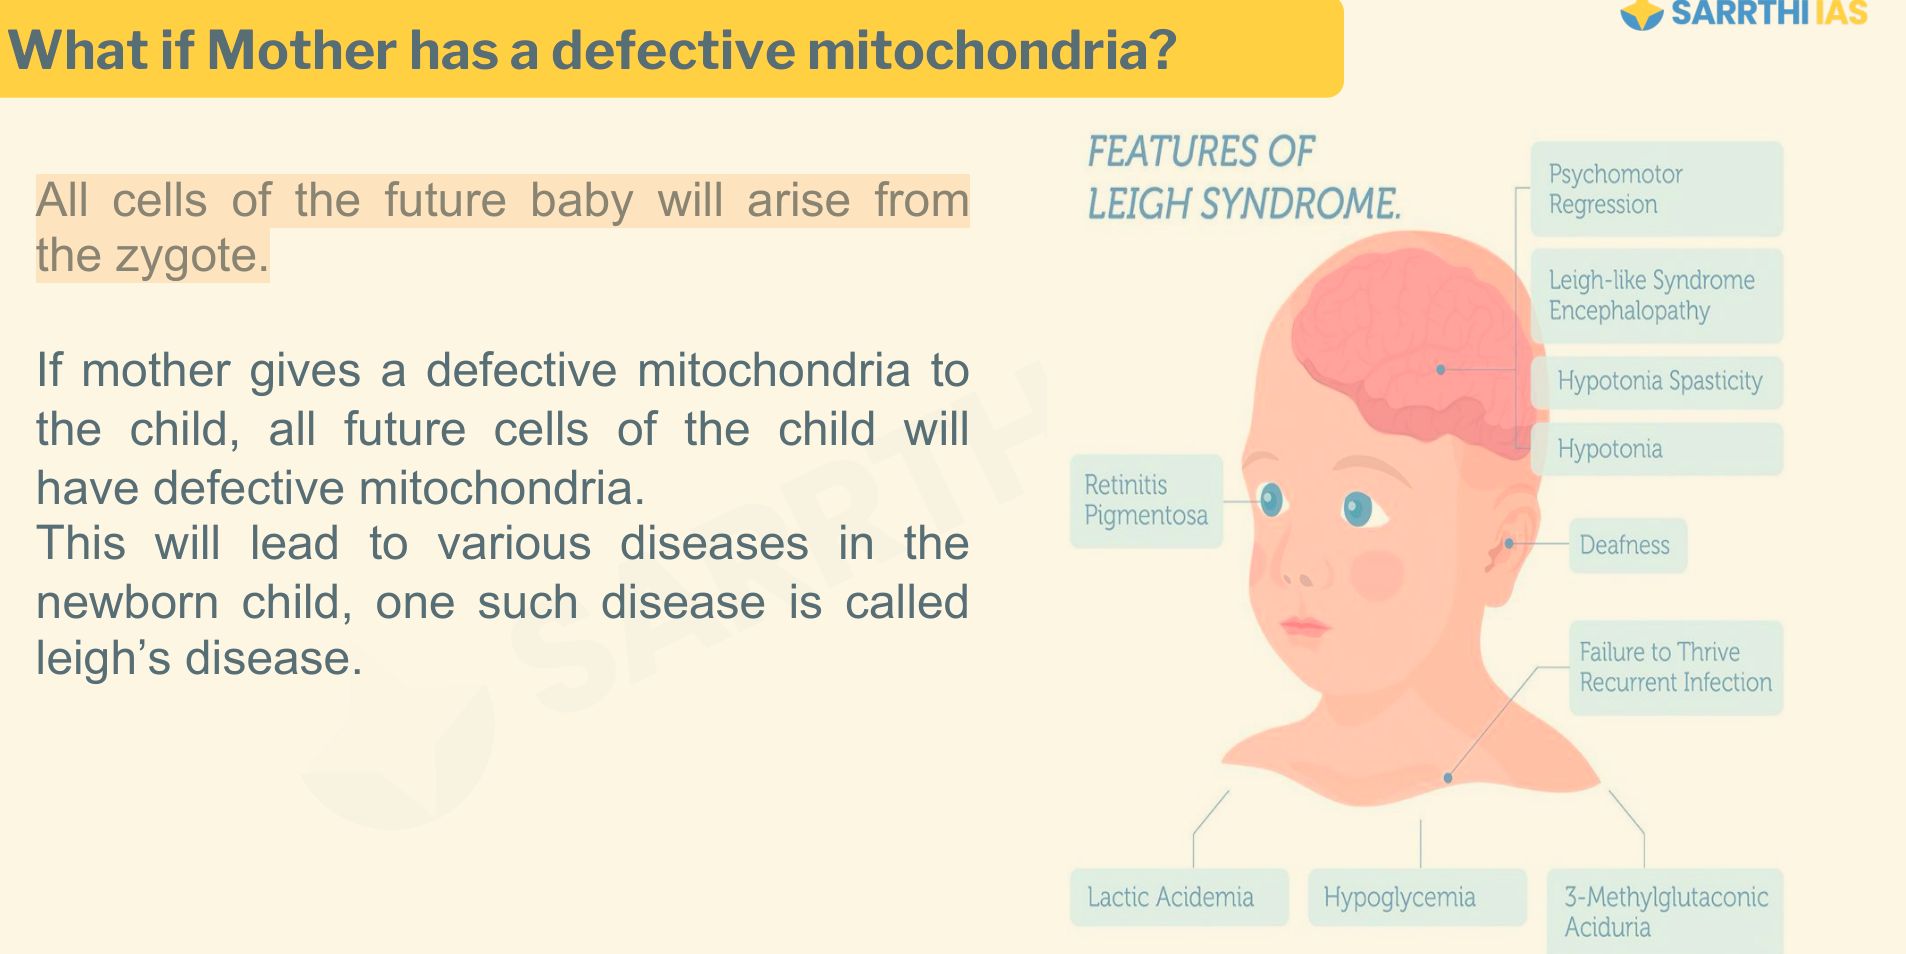 What if Mother has a defective mitochondria?
SARRTHI IAS
All cells of the future baby will arise from
the zygote.
If mother gives a defective mitochondria to
the child, all future cells of the child will
have defective mitochondria.
This will lead to various diseases in the
newborn child, one such disease is called
leigh’s disease.
SARRTH
FEATURES OF
LEIGH SYNDROME.
Psychomotor
Regression
Leigh-like Syndrome
Encephalopathy
Hypotonia Spasticity
Hypotonia
Retinitis
Pigmentosa
Deafness
Failure to Thrive
Recurrent Infection
Lactic Acidemia
Hypoglycemia
3-Methylglutaconic
Aciduria